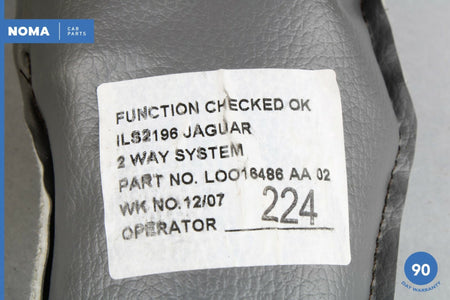 NOMA CAR PARTS
FUNCTION CHECKED OK
ILS2196 JAGUAR
2 WAY SYSTEM
PART NO. LOO16486 AA 02
WK NO.12/07
OPERATOR 224
90
DAY WARRANTY